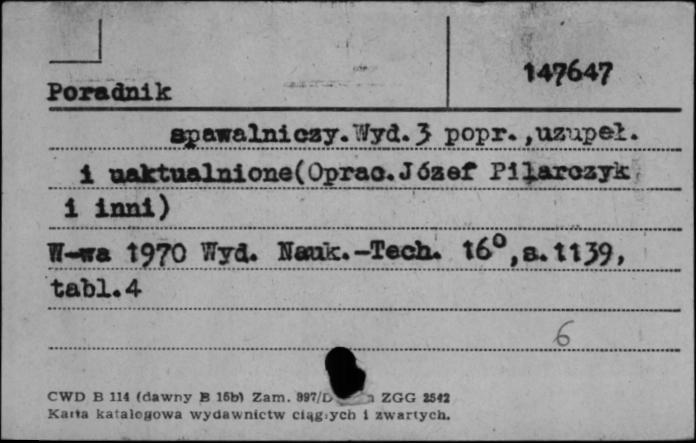 147647
Poradnik
spawalniczy.Wyd.3 popr.,uzupeł.
i uaktualnione(Oprac.Józef Pilarczyk
i inni)
W-wa 1970 Wyd. Nauk.-Tech. 16⁰,s.1139,
tabl.4
6
CWD B 114 (dawny B 16b) Zam. 897/D ZGG 2542
Karta katalogowa wydawnictw ciągłych i zwartych.